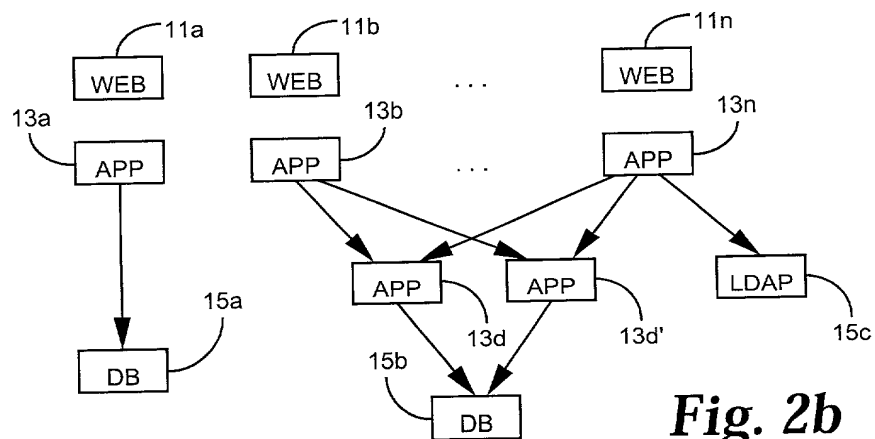 11a
11b
11n
WEB
WEB
...
WEB
13a
13b
13n
APP
APP
...
APP
APP
APP
LDAP
15a
13d
13d'
15c
DB
15b
DB
Fig. 2b